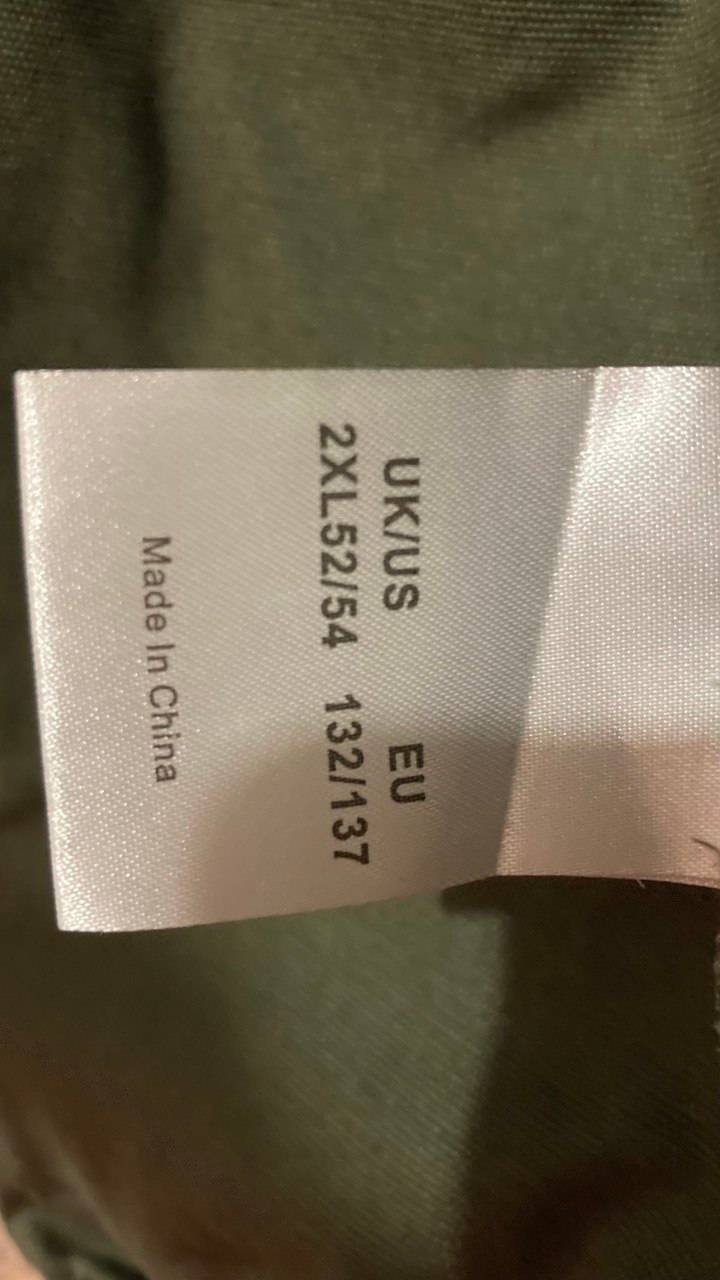 UK/US EU
2XL52/54 132/137
Made In China